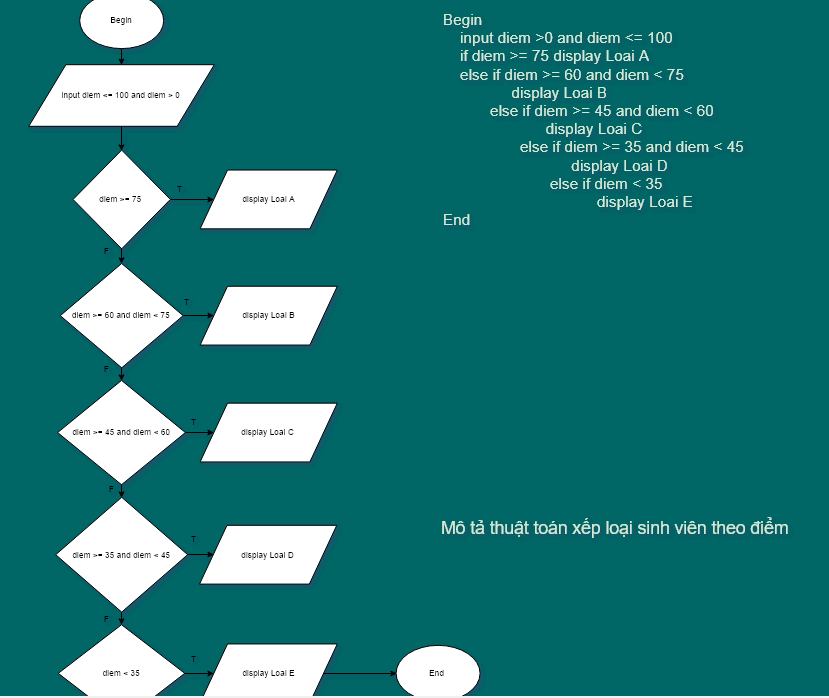 Begin
Input diem <= 100 and diem > 0
diem >= 75
T
display Loai A
F
diem >= 60 and diem < 75
T
display Loai B
F
diem >= 45 and diem < 60
T
display Loai C
F
diem >= 35 and diem < 45
T
display Loai D
F
diem < 35
T
display Loai E
End
Begin
input diem >0 and diem <= 100
if diem >= 75 display Loai A
else if diem >= 60 and diem < 75
display Loai B
else if diem >= 45 and diem < 60
display Loai C
else if diem >= 35 and diem < 45
display Loai D
else if diem < 35
display Loai E
End
Mô tả thuật toán xếp loại sinh viên theo điểm